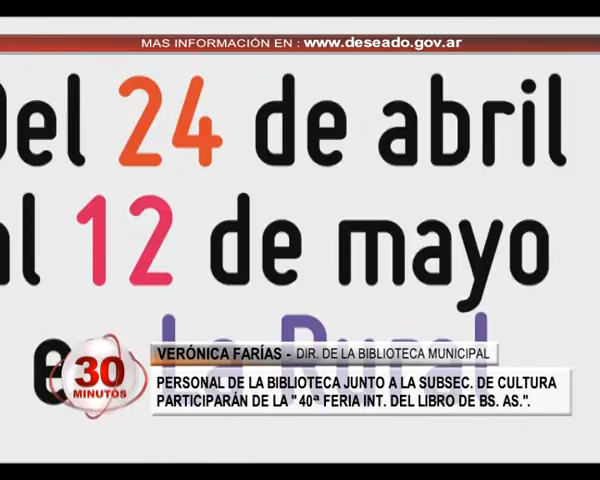 MAS INFORMACIÓN EN : www.deseado.gov.ar
Del 24 de abril
al 12 de mayo
en La Rural
30
MINUTOS
VERÓNICA FARÍAS - DIR. DE LA BIBLIOTECA MUNICIPAL
PERSONAL DE LA BIBLIOTECA JUNTO A LA SUBSEC. DE CULTURA
PARTICIPARÁN DE LA " 40ª FERIA INT. DEL LIBRO DE BS. AS.".